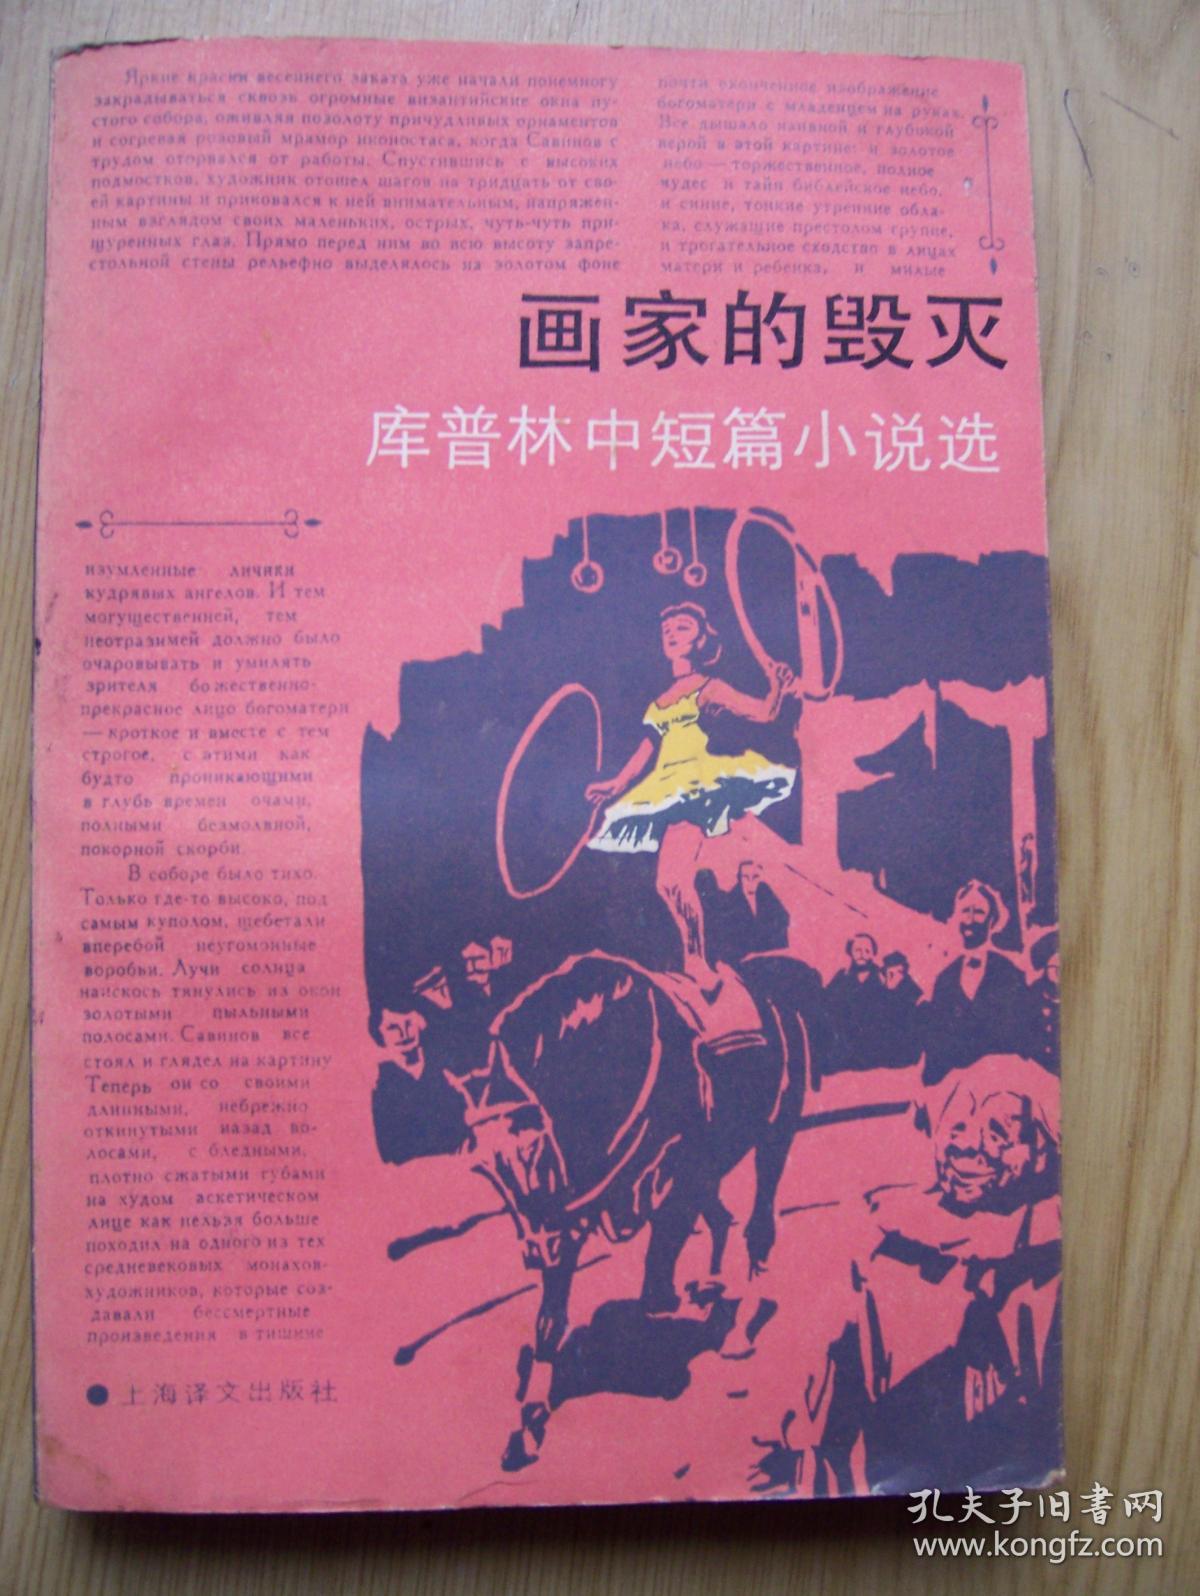 Яркие краски весеннего заката уже начали понемногу
закрадываться сквозь огромные византийские окна пу-
стого собора, оживляя позолоту причудливых орнаментов
и согревая розовый мрамор иконостаса, когда Савинов с
трудом оторвался от работы. Спустившись с высоких
подмостков, художник отошел шагов на тридцать от сво-
ей картины и приковался к ней внимательным, напряжен-
ным взглядом своих маленьких, острых, чуть-чуть при-
щуренных глаз. Прямо перед ним во всю высоту запре-
стольной стены рельефно выделялось на золотом фоне
почти оконченное изображение
богоматери с младенцем на руках.
Все дышало наивной и глубокой
верой в этой картине: и золотое
небо — торжественное, полное
чудес и тайн библейское небо,
и синие, тонкие утренние обла-
ка, служащие престолом группе,
и трогательное сходство в лицах
матери и ребенка, и милые
画家的毁灭
库普林中短篇小说选
изумленные личики
кудрявых ангелов. И тем
могущественней, тем
неотразимей должно было
очаровывать и умилять
зрителя божественно-
прекрасное лицо богоматери
— кроткое и вместе с тем
строгое, с этими как
будто проникающими
в глубь времен очами,
полными безмолвной,
покорной скорби.
В соборе было тихо.
Только где-то высоко, под
самым куполом, щебетали
вперебой неугомонные
воробьи. Лучи солнца
наискось тянулись из окон
золотыми пыльными
полосами. Савинов все
стоял и глядел на картину
Теперь он со своими
длинными, небрежно
откинутыми назад во-
лосами, с бледными,
плотно сжатыми губами
на худом аскетическом
лице как нельзя больше
походил на одного из тех
средневековых монахов-
художников, которые соз-
давали бессмертные
произведения в тишине
● 上海译文出版社
孔夫子旧书网
www.kongfz.com